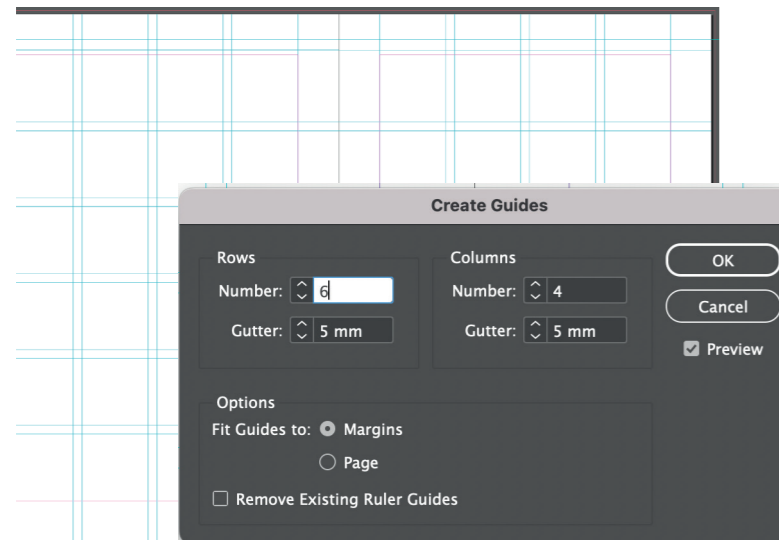 Create Guides
Rows
Number: 6
Gutter: 5 mm
Columns
Number: 4
Gutter: 5 mm
OK
Cancel
Preview
Options
Fit Guides to: Margins
Page
Remove Existing Ruler Guides